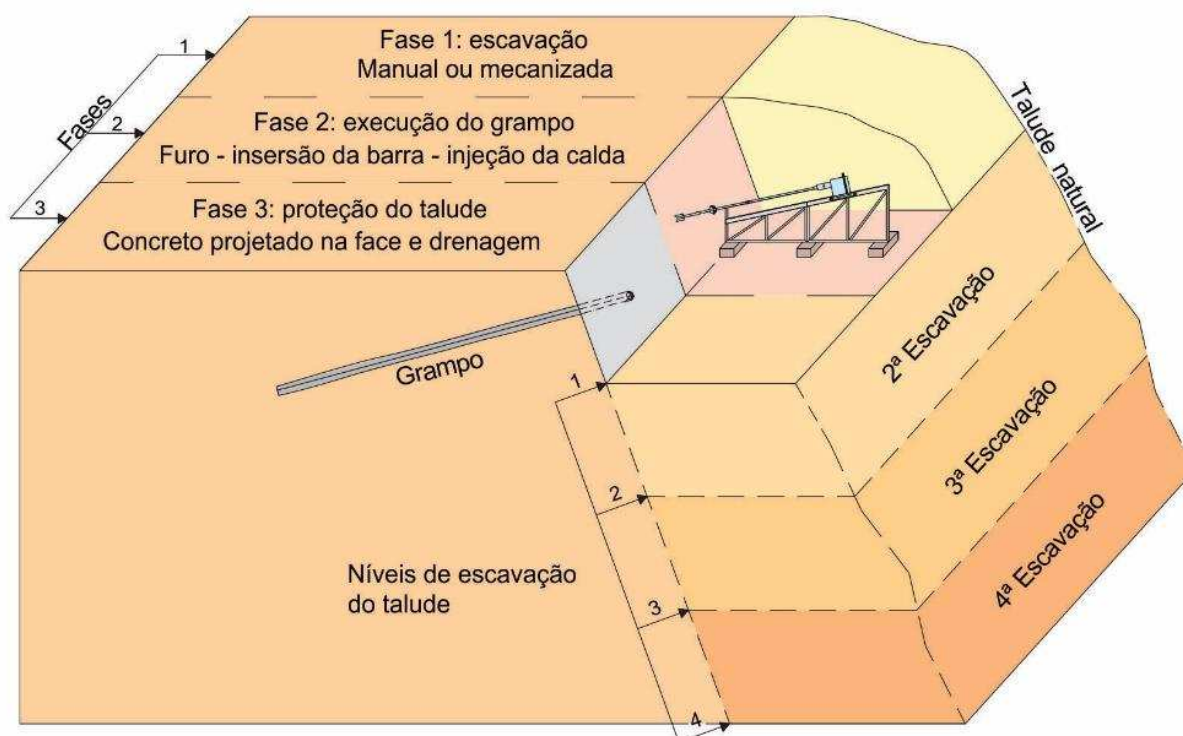 Fase 1: escavação
Manual ou mecanizada
Fase 2: execução do grampo
Furo - insersão da barra - injeção da calda
Fase 3: proteção do talude
Concreto projetado na face e drenagem
Fases
1
2
3
Talude natural
Grampo
2ª Escavação
3ª Escavação
4ª Escavação
Níveis de escavação
do talude
1
2
3
4